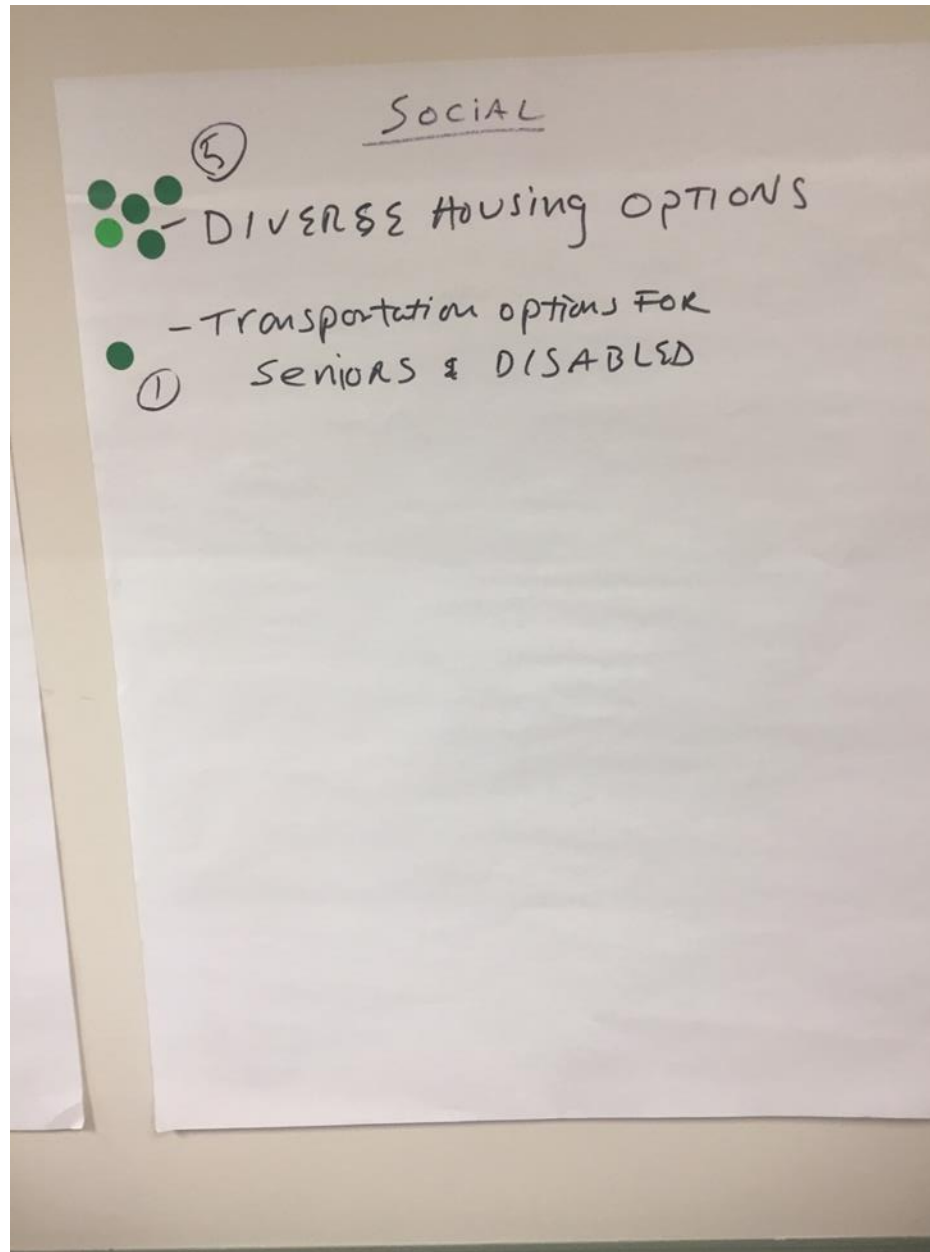 SOCiAL
5
- DIVERSE HOUSing OPTIONS
- Transportation options FOR
1 SeniORS & DISABLED